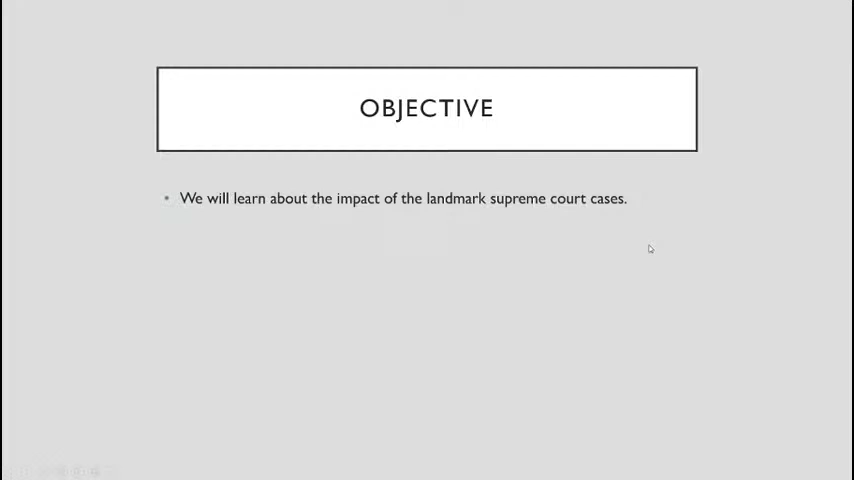 OBJECTIVE
• We will learn about the impact of the landmark supreme court cases.